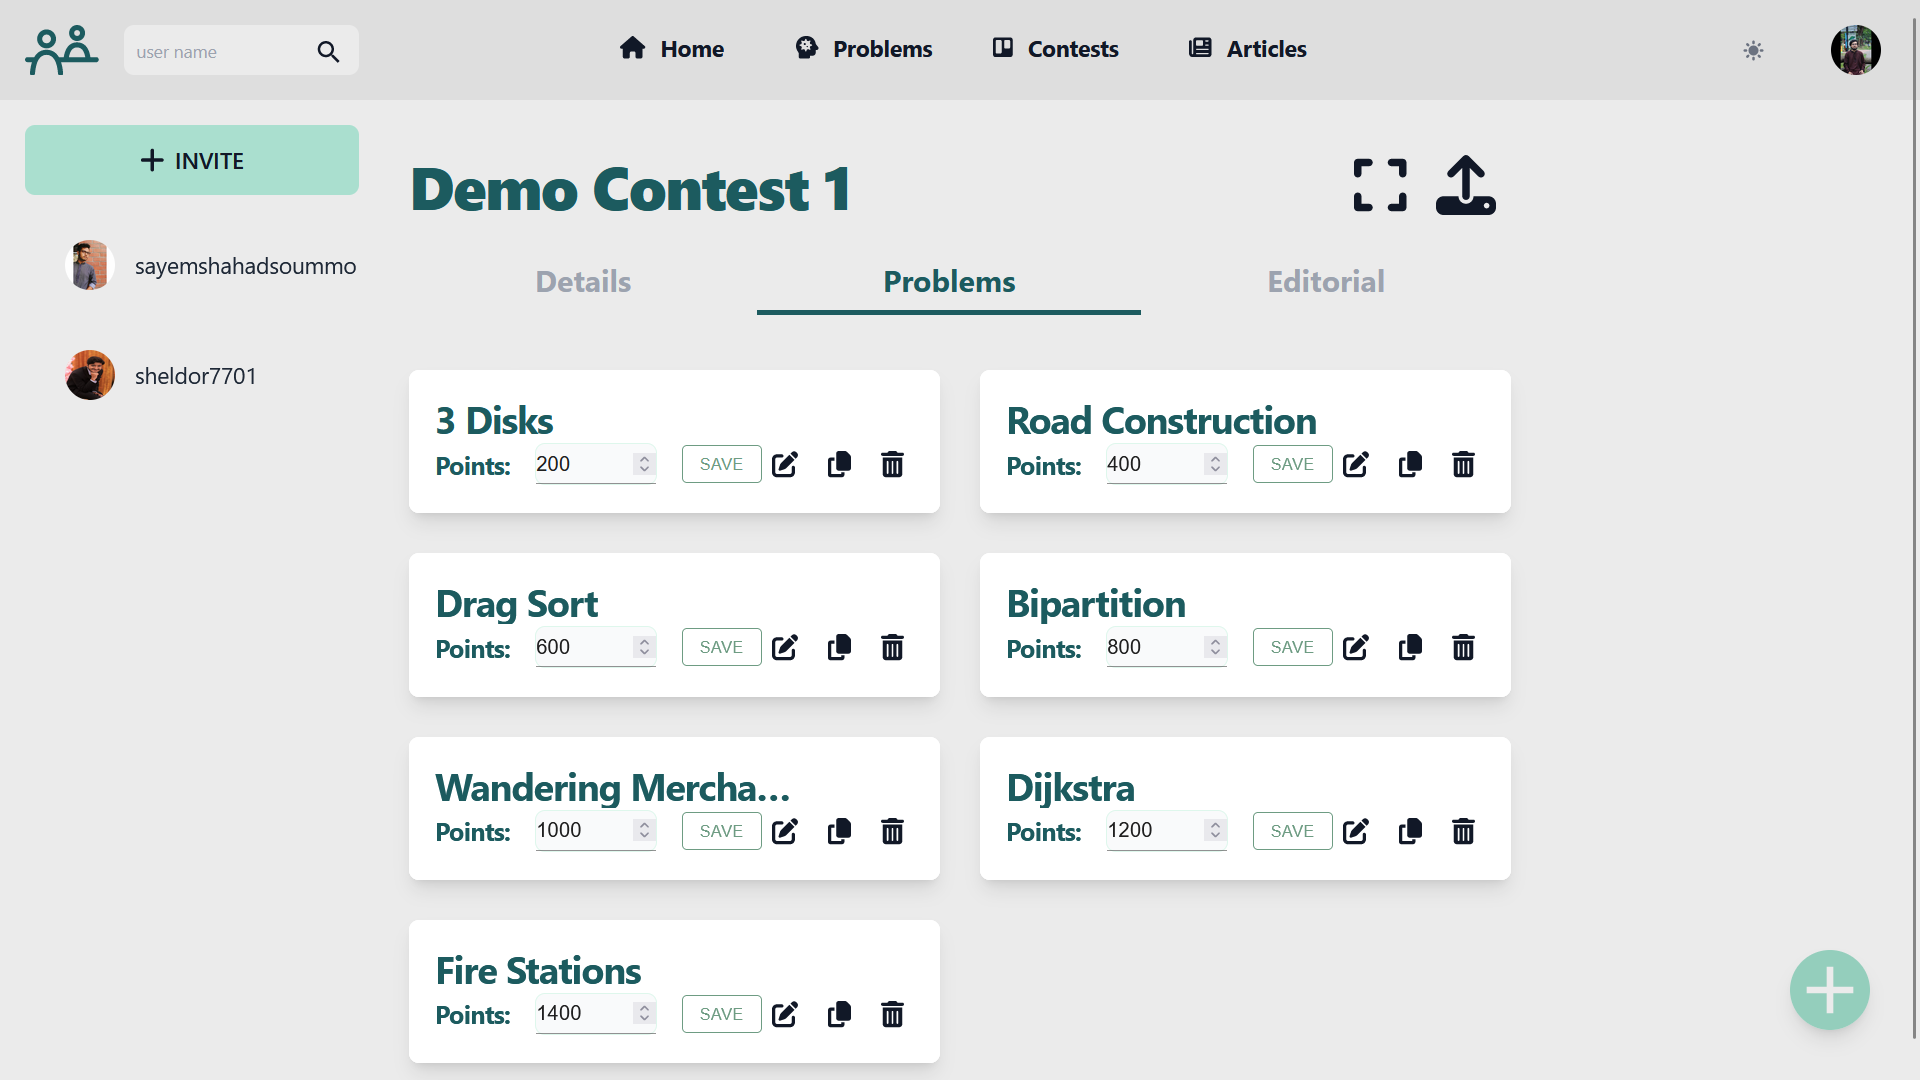 user name
Home
Problems
Contests
Articles
INVITE
sayemshahadsoummo
sheldor7701
Demo Contest 1
Details
Problems
Editorial
3 Disks
Points: 200 SAVE
Road Construction
Points: 400 SAVE
Drag Sort
Points: 600 SAVE
Bipartition
Points: 800 SAVE
Wandering Mercha...
Points: 1000 SAVE
Dijkstra
Points: 1200 SAVE
Fire Stations
Points: 1400 SAVE